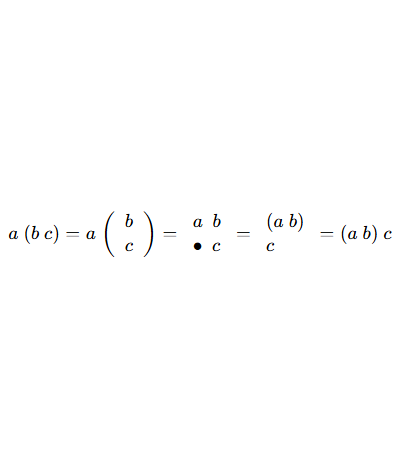 a (b c) = a ( b c ) = a b • c = (a b) c = (a b) c